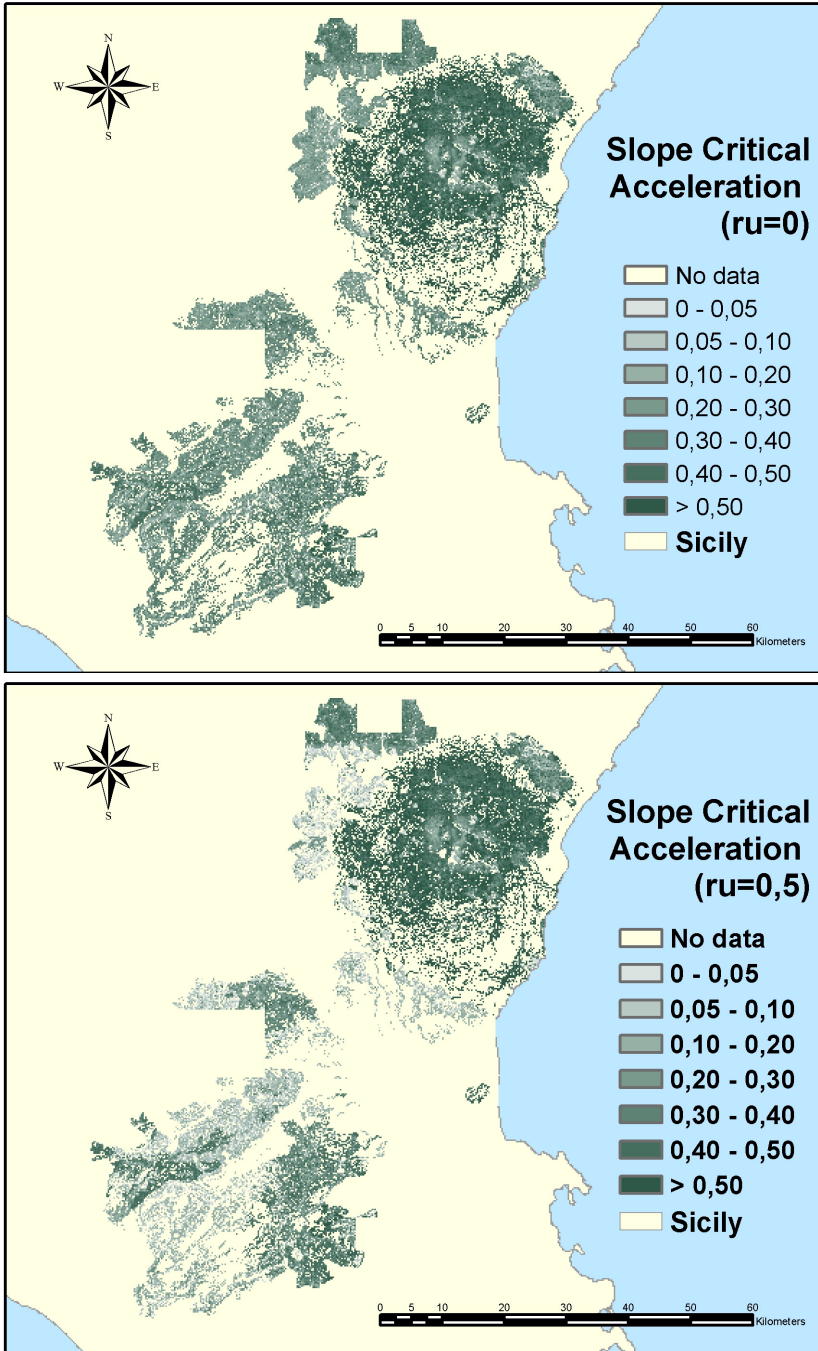 N
W E
S
Slope Critical
Acceleration
(ru=0)
No data
0 - 0,05
0,05 - 0,10
0,10 - 0,20
0,20 - 0,30
0,30 - 0,40
0,40 - 0,50
> 0,50
Sicily
0 5 10 20 30 40 50 60
Kilometers
N
W E
S
Slope Critical
Acceleration
(ru=0,5)
No data
0 - 0,05
0,05 - 0,10
0,10 - 0,20
0,20 - 0,30
0,30 - 0,40
0,40 - 0,50
> 0,50
Sicily
0 5 10 20 30 40 50 60
Kilometers